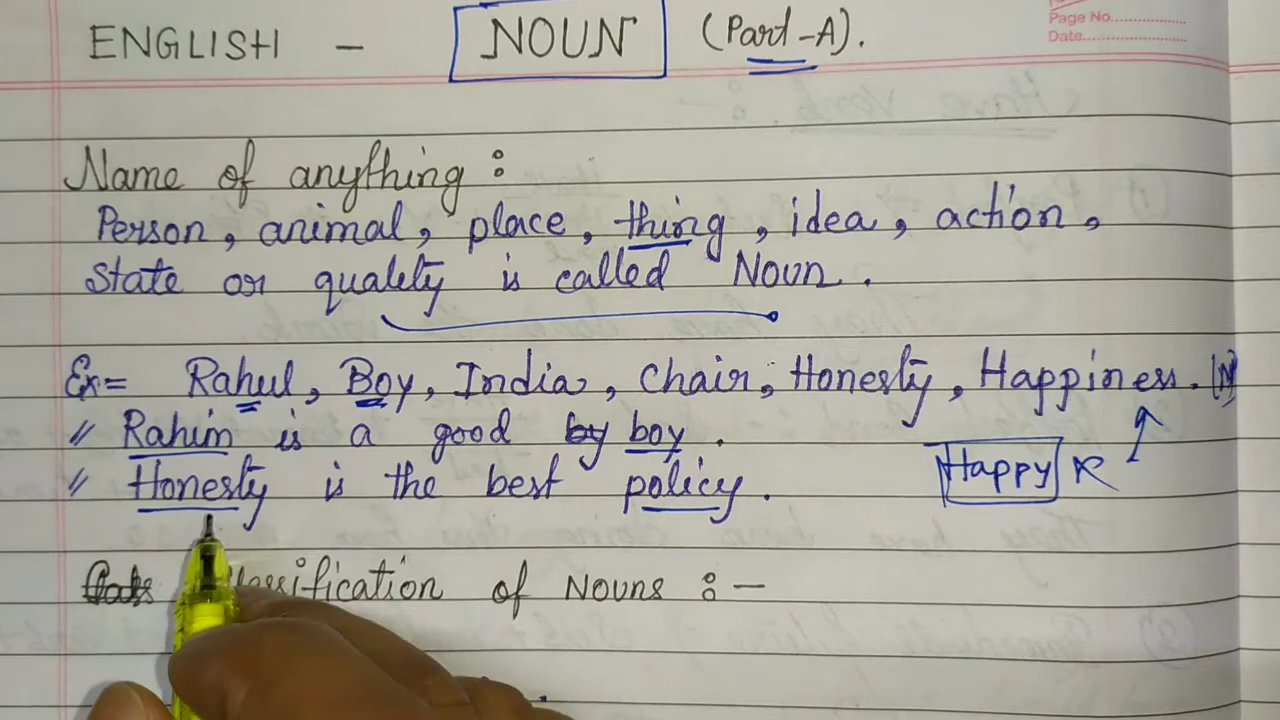 ENGLISH - NOUN (Part-A).
Page No.
Date
Name of anything :
Person, animal, place, thing, idea, action,
State or quality is called Noun.
Ex= Rahul, Boy, India, Chair, Honesty, Happiness. (N)
" Rahim is a good boy.
Happy
" Honesty is the best policy.
Classification of Nouns :-